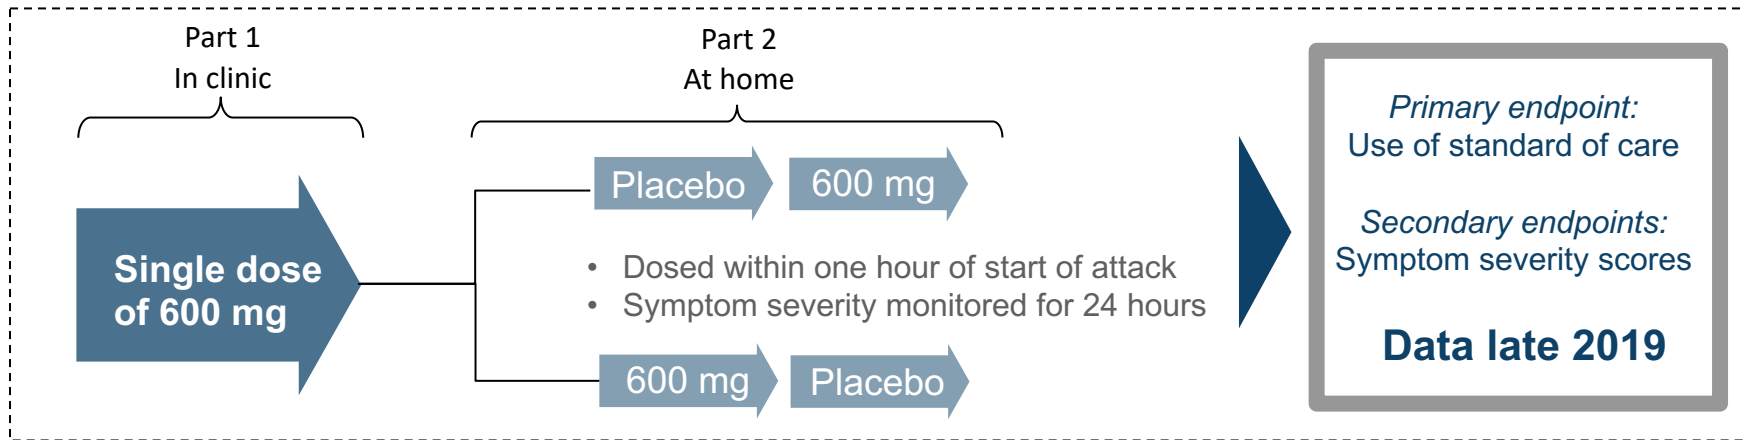 Part 1
In clinic
Part 2
At home
Single dose
of 600 mg
Placebo
600 mg
• Dosed within one hour of start of attack
• Symptom severity monitored for 24 hours
600 mg
Placebo
Primary endpoint:
Use of standard of care
Secondary endpoints:
Symptom severity scores
Data late 2019